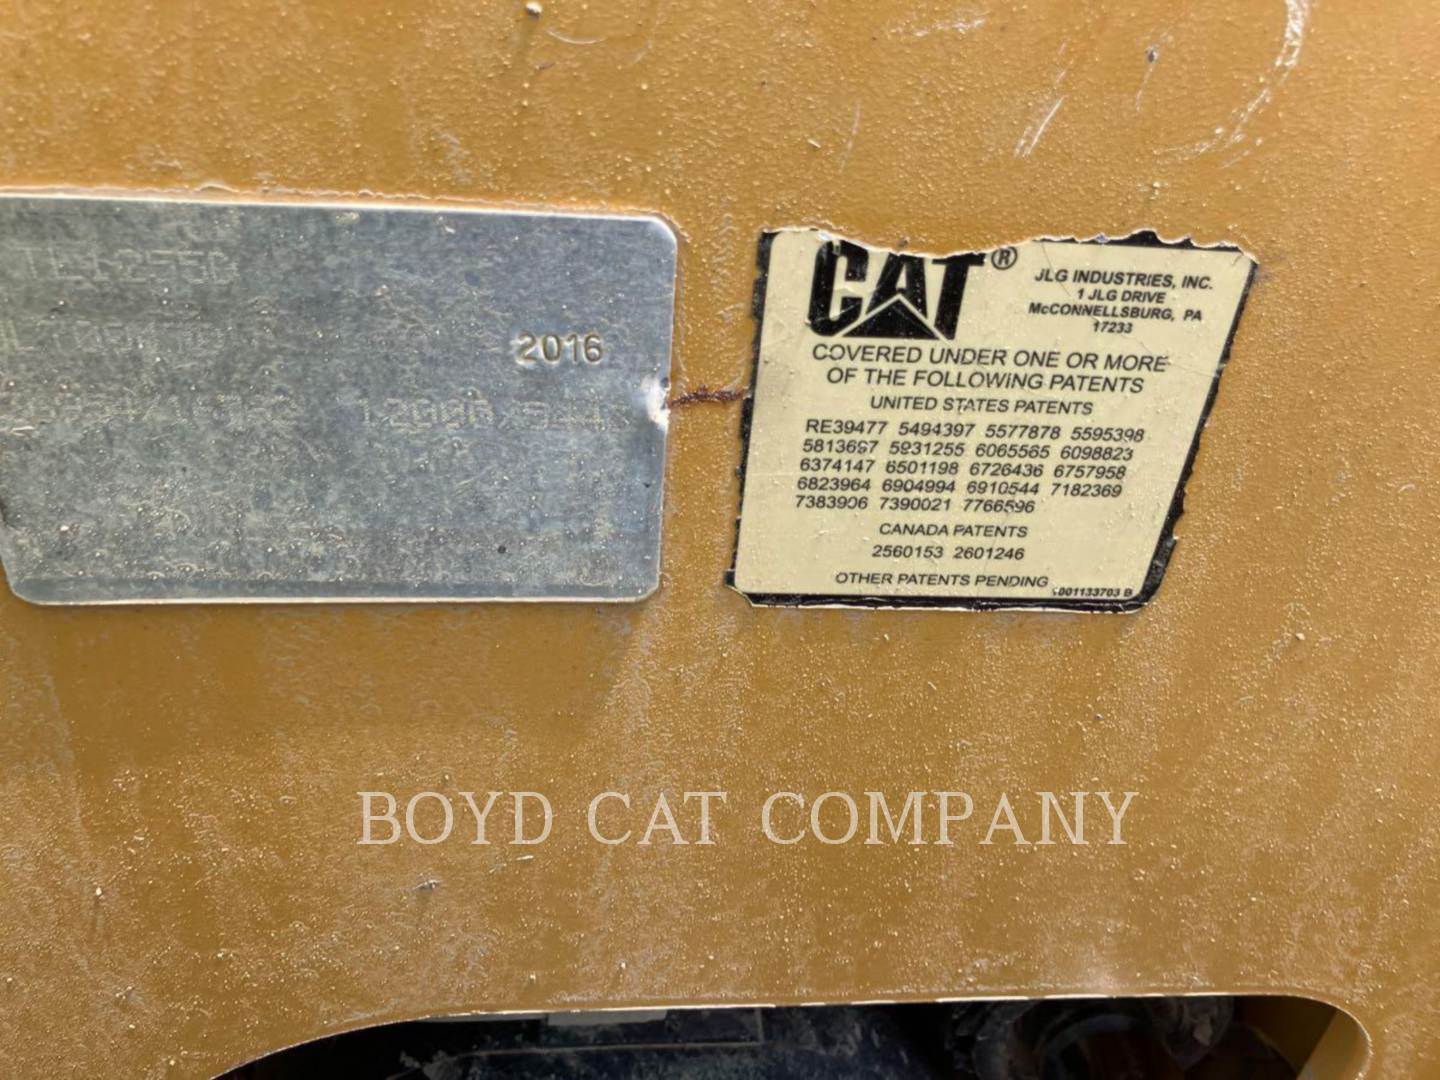 2016
CAT®
JLG INDUSTRIES, INC.
1 JLG DRIVE
McCONNELLSBURG, PA
17233
COVERED UNDER ONE OR MORE
OF THE FOLLOWING PATENTS
UNITED STATES PATENTS
RE39477 5494397 5577878 5595398
5813697 5931255 6065565 6098823
6374147 6501198 6726436 6757958
6823964 6904994 6910544 7182369
7383906 7390021 7766596
CANADA PATENTS
2560153 2601246
OTHER PATENTS PENDING
1001133703 B
BOYD CAT COMPANY